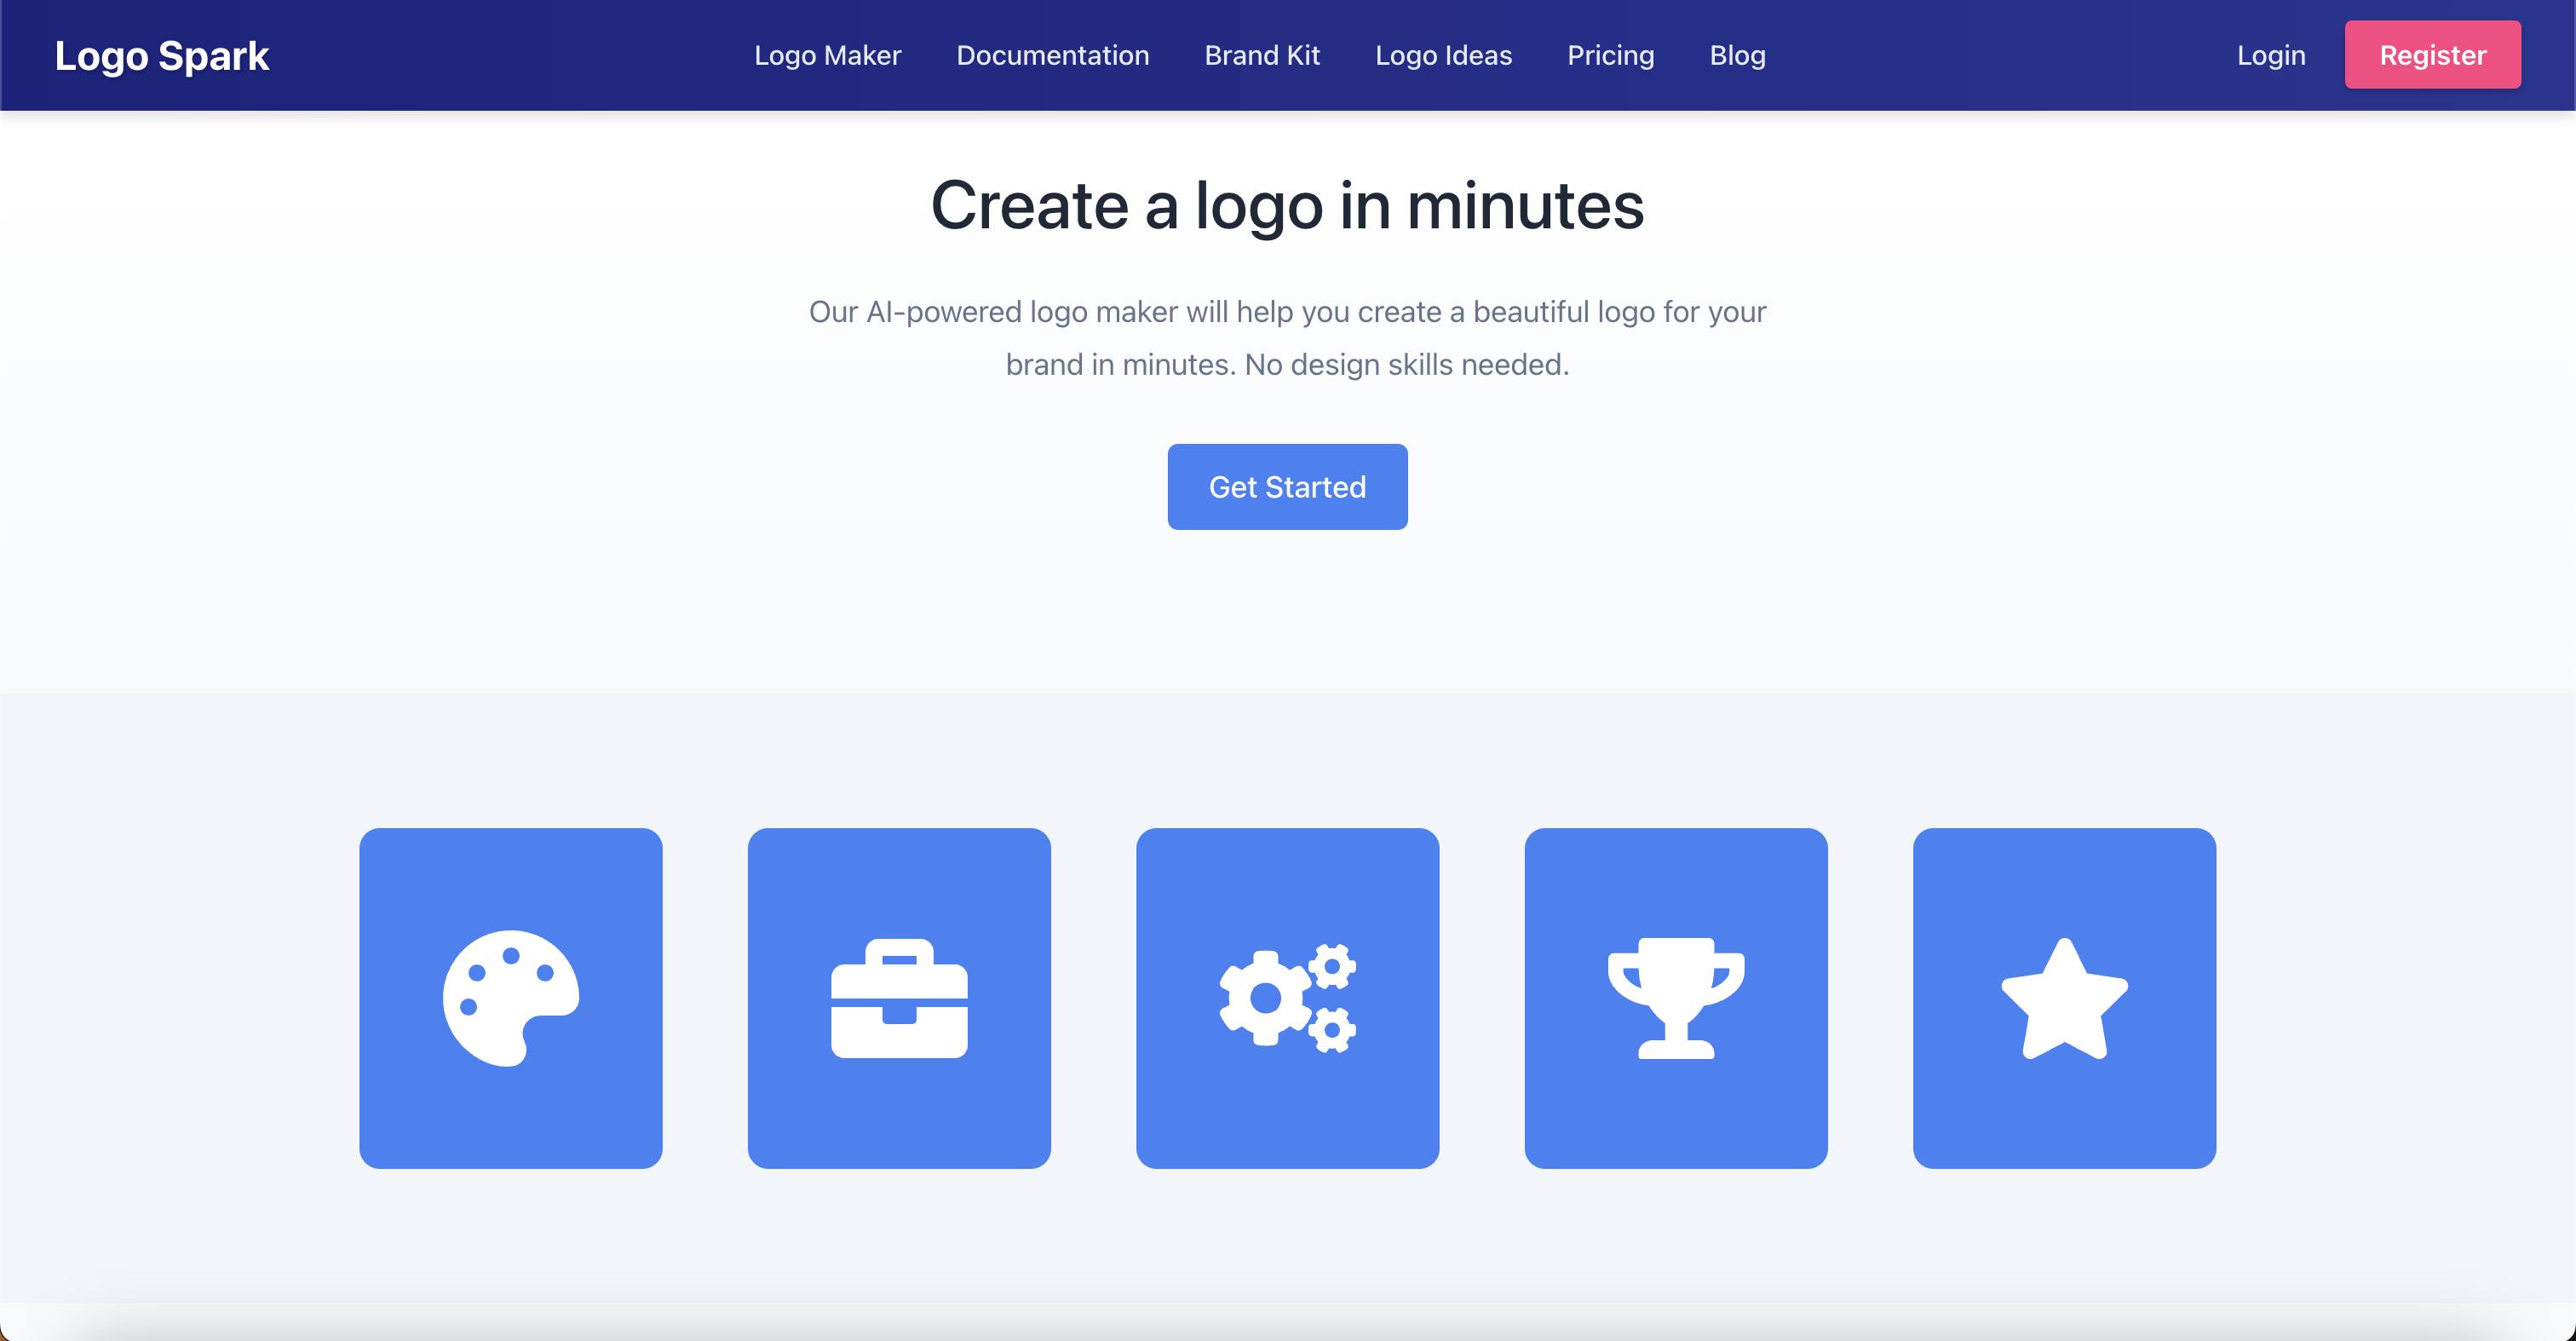 Logo Spark
Logo Maker
Documentation
Brand Kit
Logo Ideas
Pricing
Blog
Login
Register
Create a logo in minutes
Our AI-powered logo maker will help you create a beautiful logo for your
brand in minutes. No design skills needed.
Get Started